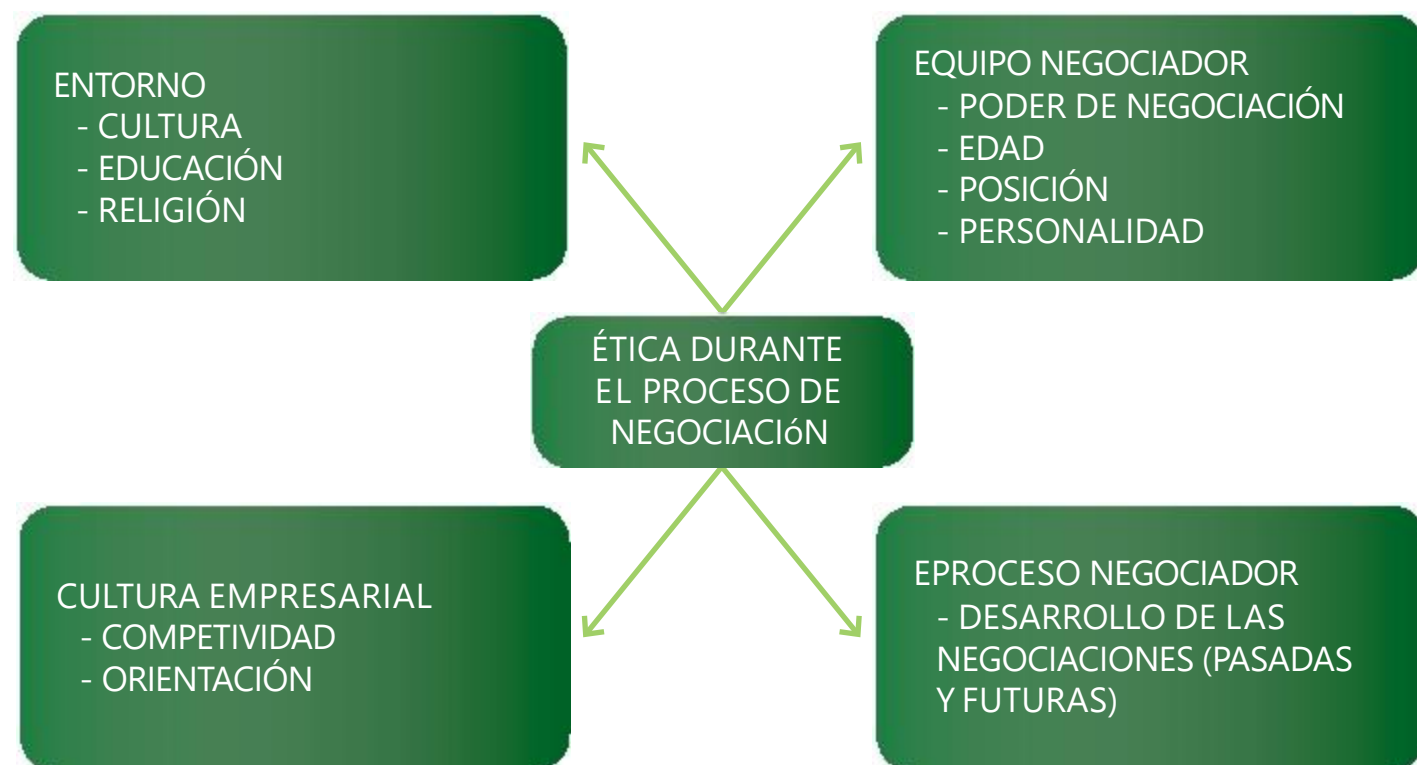 ENTORNO
- CULTURA
- EDUCACIÓN
- RELIGIÓN
EQUIPO NEGOCIADOR
- PODER DE NEGOCIACIÓN
- EDAD
- POSICIÓN
- PERSONALIDAD
ÉTICA DURANTE
EL PROCESO DE
NEGOCIACIóN
CULTURA EMPRESARIAL
- COMPETIVIDAD
- ORIENTACIÓN
EPROCESO NEGOCIADOR
- DESARROLLO DE LAS
NEGOCIACIONES (PASADAS
Y FUTURAS)